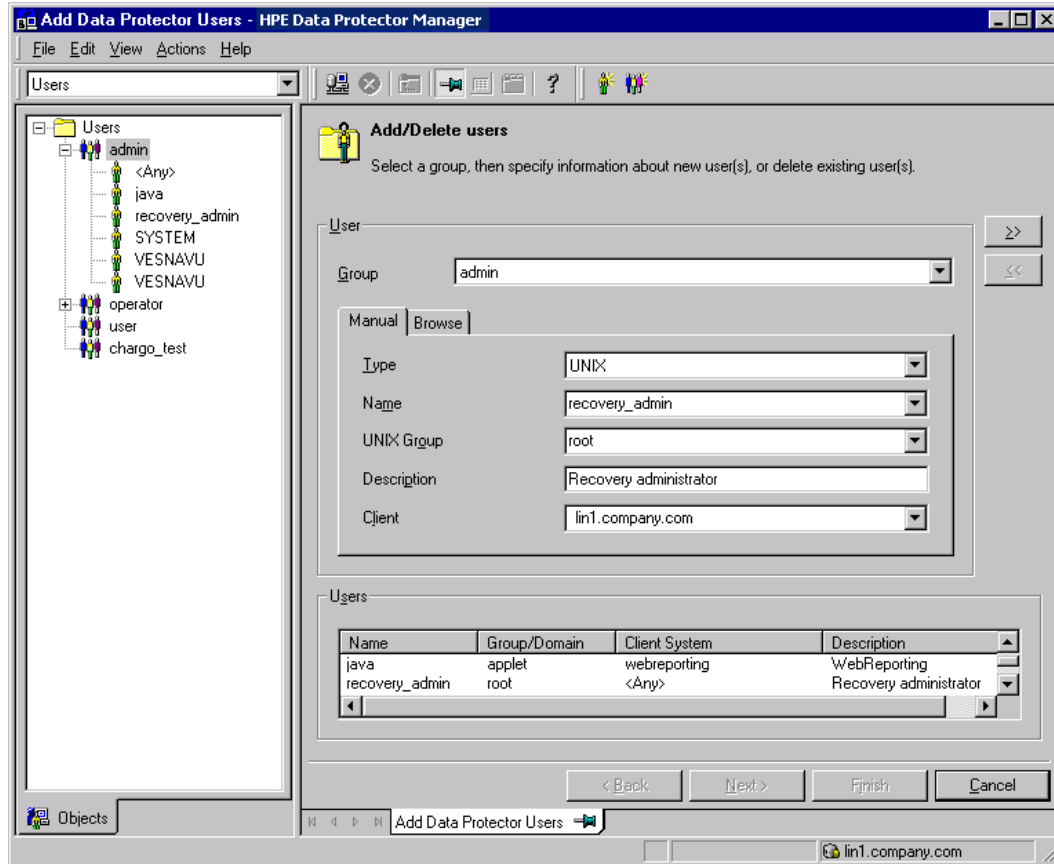 Add Data Protector Users - HPE Data Protector Manager
File Edit View Actions Help
Users
Users
admin
<Any>
java
recovery_admin
SYSTEM
VESNAVU
VESNAVU
operator
user
chargo_test
Objects
Add/Delete users
Select a group, then specify information about new user(s), or delete existing user(s).
User
>>
<<
Group admin
Manual Browse
Type UNIX
Name recovery_admin
UNIX Group root
Description Recovery administrator
Client lin1.company.com
Users
Name Group/Domain Client System Description
java applet webreporting WebReporting
recovery_admin root <Any> Recovery administrator
< Back Next > Finish Cancel
Add Data Protector Users
lin1.company.com